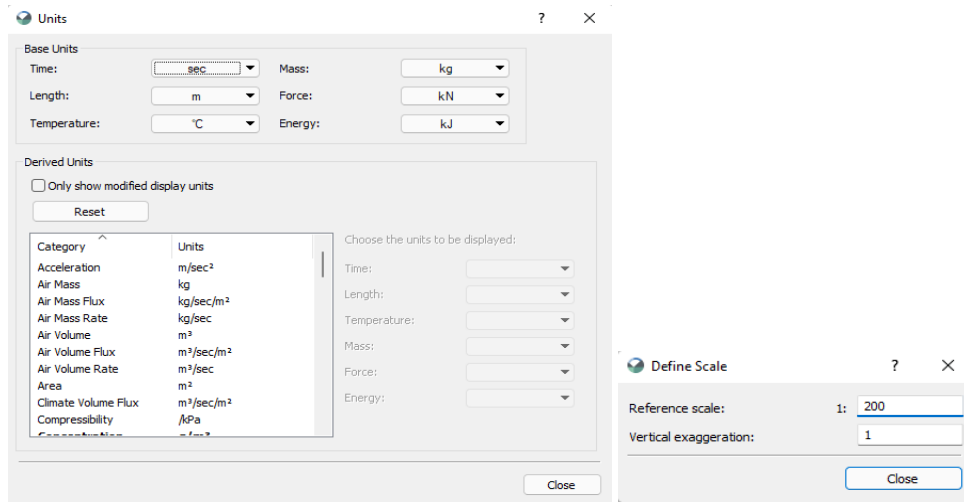 Units
?
Base Units
Time:
sec
Mass:
kg
Length:
m
Force:
kN
Temperature:
°C
Energy:
kJ
Derived Units
Only show modified display units
Reset
Category
Units
Acceleration
m/sec²
Air Mass
kg
Air Mass Flux
kg/sec/m²
Air Mass Rate
kg/sec
Air Volume
m³
Air Volume Flux
m³/sec/m²
Air Volume Rate
m³/sec
Area
m²
Climate Volume Flux
m³/sec/m²
Compressibility
/kPa
Choose the units to be displayed:
Time:
Length:
Temperature:
Mass:
Force:
Energy:
Close
Define Scale
?
Reference scale:
1:
200
Vertical exaggeration:
1
Close